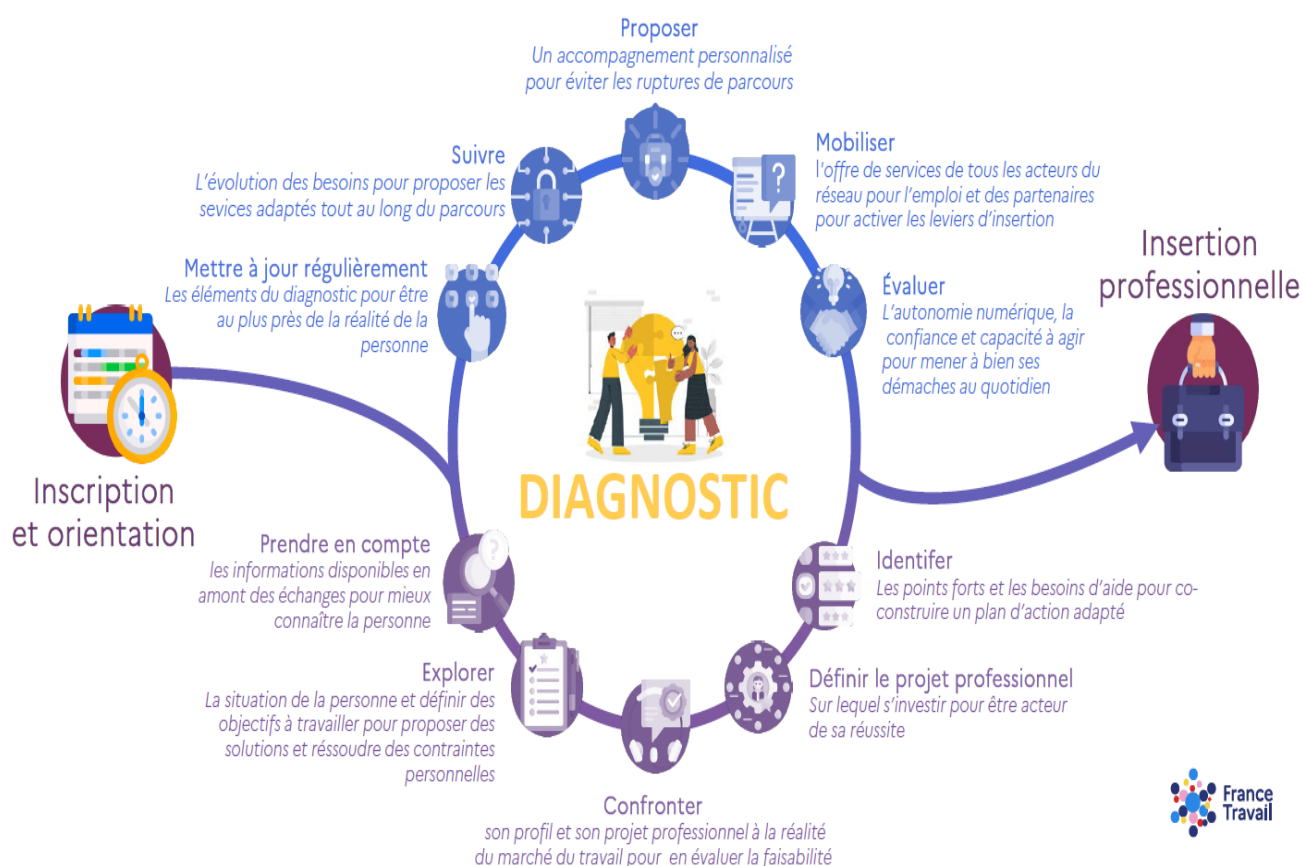 Proposer
Un accompagnement personnalisé
pour éviter les ruptures de parcours
Mobiliser
l'offre de services de tous les acteurs du
réseau pour l'emploi et des partenaires
pour activer les leviers d'insertion
Suivre
L'évolution des besoins pour proposer les
sevices adaptés tout au long du parcours
Mettre à jour régulièrement
Les éléments du diagnostic pour être
au plus près de la réalité de la
personne
Évaluer
L'autonomie numérique, la
confiance et capacité à agir
pour mener à bien ses
démaches au quotidien
Insertion
professionnelle
DIAGNOSTIC
Inscription
et orientation
Prendre en compte
les informations disponibles en
amont des échanges pour mieux
connaître la personne
Identifer
Les points forts et les besoins d'aide pour co-
construire un plan d'action adapté
Explorer
La situation de la personne et définir des
objectifs à travailler pour proposer des
solutions et réssoudre des contraintes
personnelles
Définir le projet professionnel
Sur lequel s'investir pour être acteur
de sa réussite
Confronter
son profil et son projet professionnel à la réalité
du marché du travail pour en évaluer la faisabilité
France
Travail